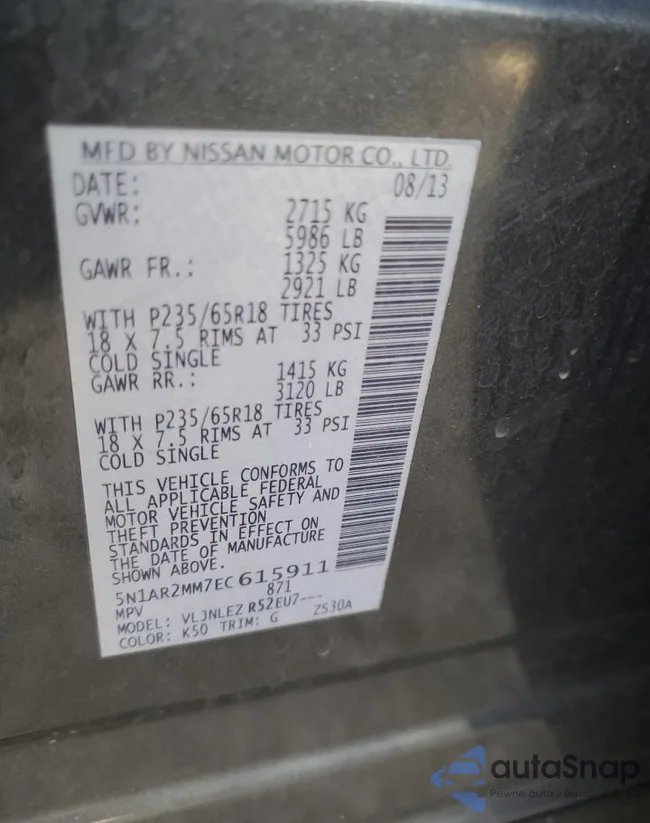 MFD BY NISSAN MOTOR CO., LTD.
DATE: 08/13
GVWR: 2715 KG
5986 LB
GAWR FR.: 1325 KG
2921 LB
WITH P235/65R18 TIRES
18 X 7.5 RIMS AT 33 PSI
COLD SINGLE
GAWR RR.: 1415 KG
3120 LB
WITH P235/65R18 TIRES
18 X 7.5 RIMS AT 33 PSI
COLD SINGLE
THIS VEHICLE CONFORMS TO
ALL APPLICABLE FEDERAL
MOTOR VEHICLE SAFETY AND
THEFT PREVENTION
STANDARDS IN EFFECT ON
THE DATE OF MANUFACTURE
SHOWN ABOVE.
5N1AR2MM7EC615911
MPV 871
MODEL: VL3NLEZ R52EU7---
COLOR: K50 TRIM: G ZS30A
autaSnap
Pewne auta z